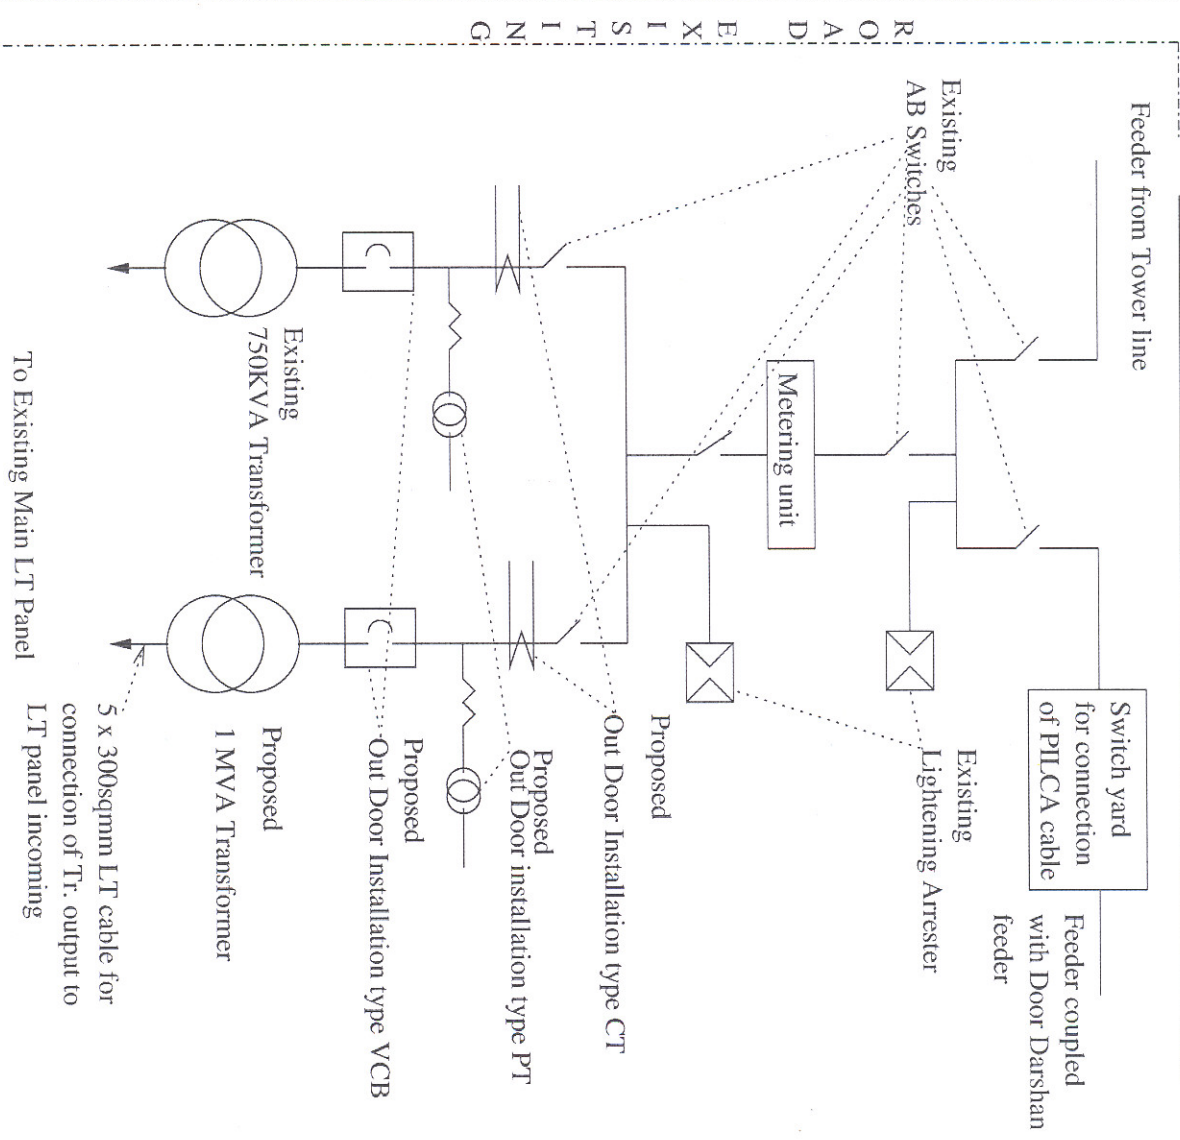 ROAD EXISTING
Feeder from Tower line
Existing
AB Switches
Switch yard
for connection
of PILCA cable
Feeder coupled
with Door Darshan
feeder
Metering unit
Existing
Lightening Arrester
Proposed
Out Door Installation type CT
Proposed
Out Door installation type PT
Proposed
Out Door Installation type VCB
Existing
750KVA Transformer
Proposed
1 MVA Transformer
To Existing Main LT Panel
5 x 300sqmm LT cable for
connection of Tr. output to
LT panel incoming